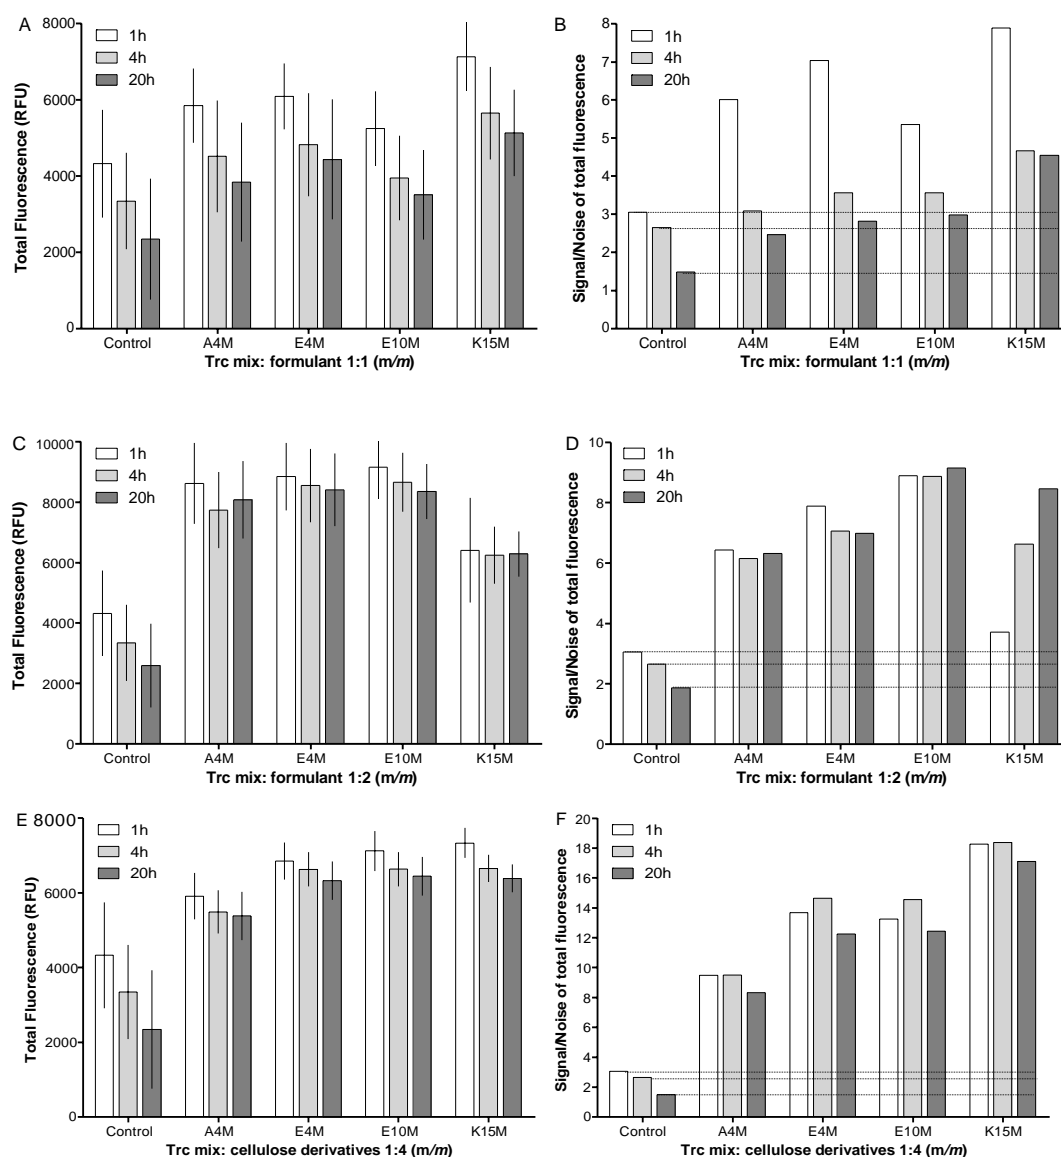 A
8000
6000
4000
2000
0
Total Fluorescence (RFU)
1h
4h
20h
Control A4M E4M E10M K15M
Trc mix: formulant 1:1 (m/m)
B
8
7
6
5
4
3
2
1
0
Signal/Noise of total fluorescence
1h
4h
20h
Control A4M E4M E10M K15M
Trc mix: formulant 1:1 (m/m)
C
10000
8000
6000
4000
2000
0
Total Fluorescence (RFU)
1h
4h
20h
Control A4M E4M E10M K15M
Trc mix: formulant 1:2 (m/m)
D
10
8
6
4
2
0
Signal/Noise of total fluorescence
1h
4h
20h
Control A4M E4M E10M K15M
Trc mix: formulant 1:2 (m/m)
E
8000
6000
4000
2000
0
Total Fluorescence (RFU)
1h
4h
20h
Control A4M E4M E10M K15M
Trc mix: cellulose derivatives 1:4 (m/m)
F
20
18
16
14
12
10
8
6
4
2
0
Signal/Noise of total fluorescence
1h
4h
20h
Control A4M E4M E10M K15M
Trc mix: cellulose derivatives 1:4 (m/m)